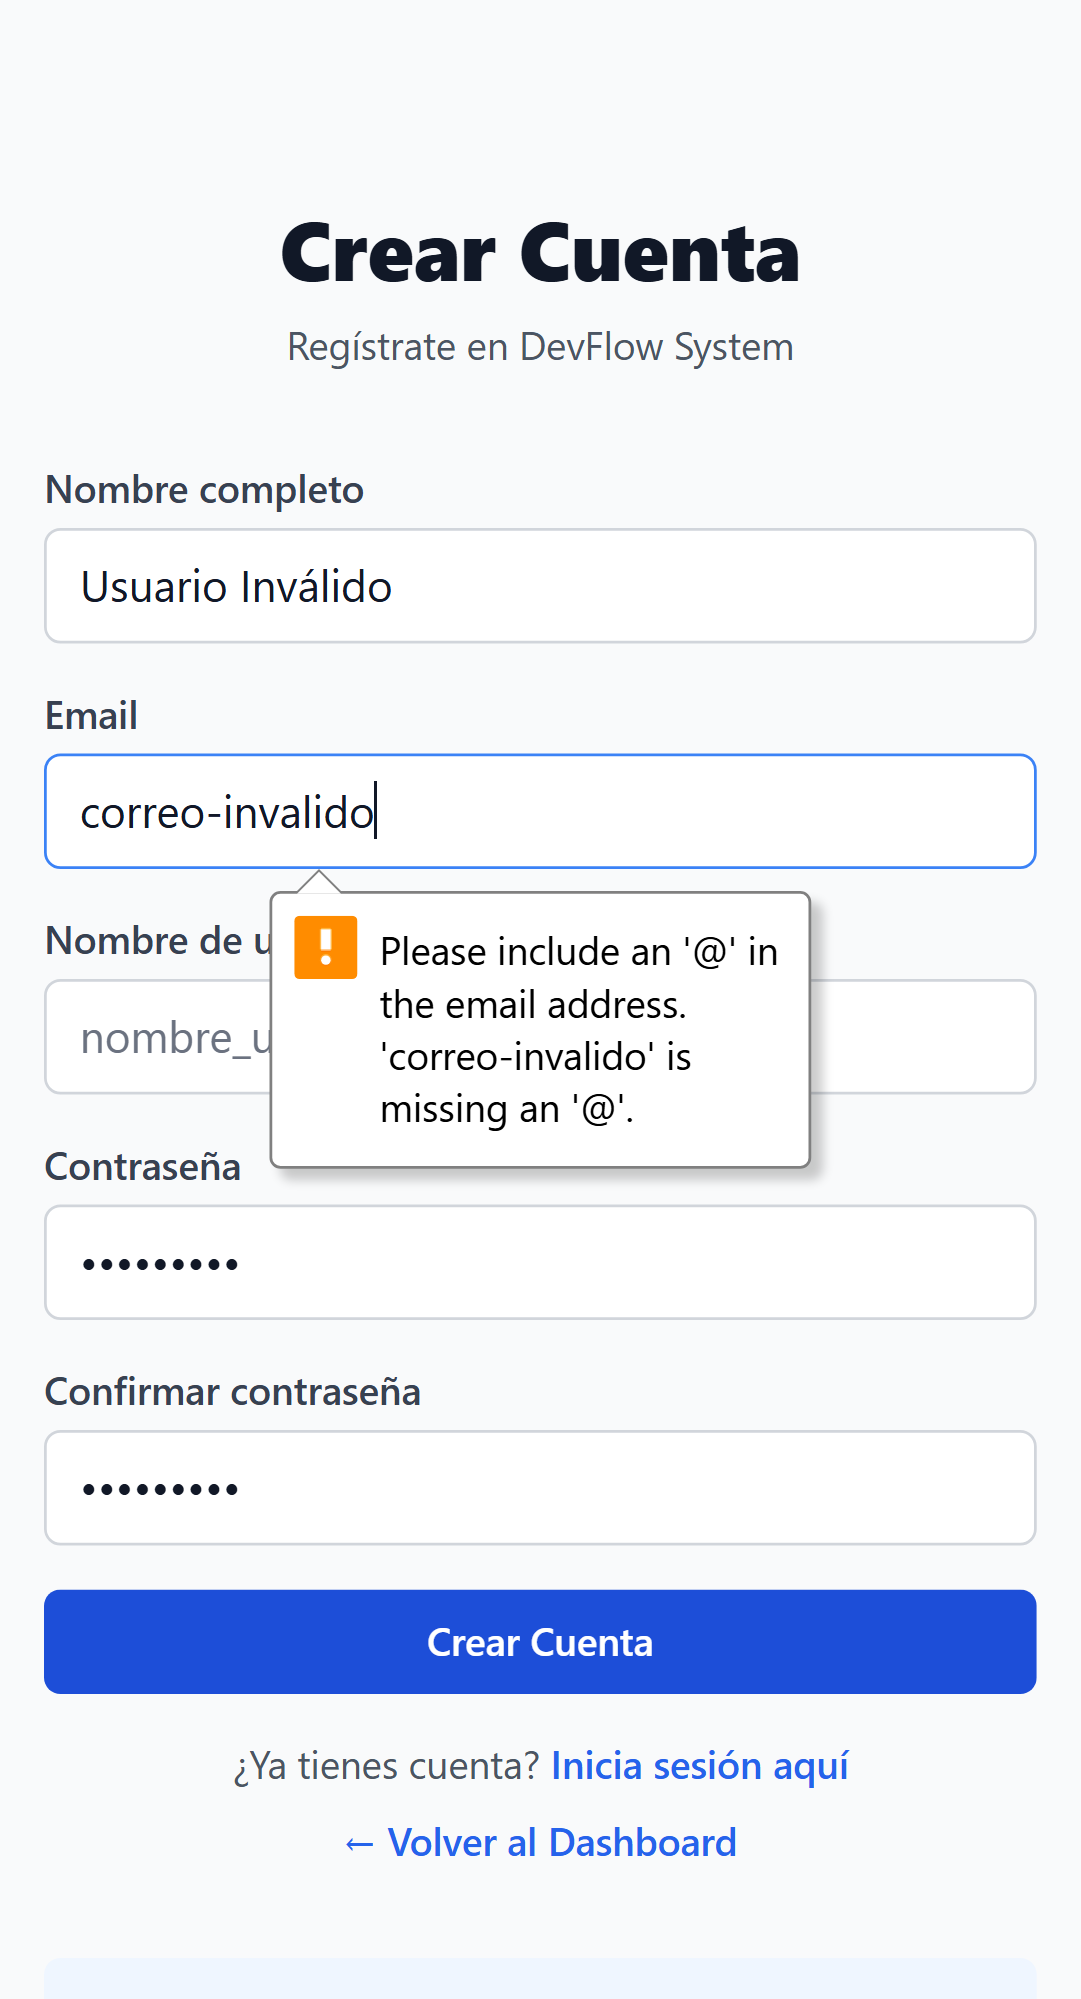 Crear Cuenta
Regístrate en DevFlow System
Nombre completo
Usuario Inválido
Email
correo-invalido
Please include an '@' in
the email address.
'correo-invalido' is
missing an '@'.
Nombre de u
nombre_u
Contraseña
•••••••••
Confirmar contraseña
•••••••••
Crear Cuenta
¿Ya tienes cuenta? Inicia sesión aquí
← Volver al Dashboard